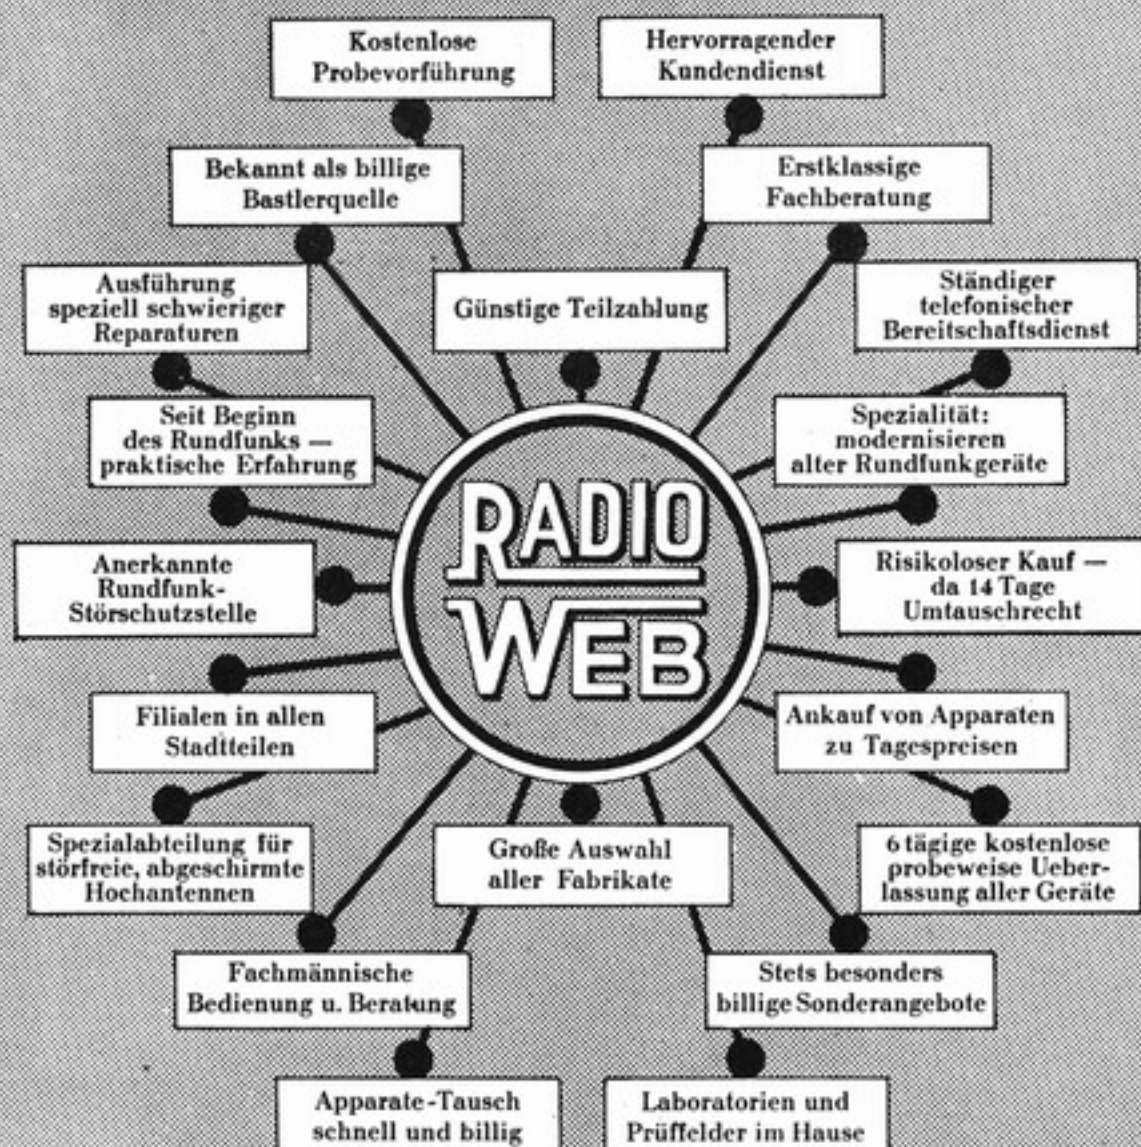 Kostenlose
Probevorführung
Hervorragender
Kundendienst
Bekannt als billige
Bastlerquelle
Erstklassige
Fachberatung
Ausführung
speziell schwieriger
Reparaturen
Günstige Teilzahlung
Ständiger
telefonischer
Bereitschaftsdienst
Seit Beginn
des Rundfunks —
praktische Erfahrung
Spezialität:
modernisieren
alter Rundfunkgeräte
RADIO
WEB
Anerkannte
Rundfunk-
Störschutzstelle
Risikoloser Kauf —
da 14 Tage
Umtauschrecht
Filialen in allen
Stadtteilen
Ankauf von Apparaten
zu Tagespreisen
Spezialabteilung für
störfreie, abgeschirmte
Hochantennen
Große Auswahl
aller Fabrikate
6 tägige kostenlose
probeweise Ueber-
lassung aller Geräte
Fachmännische
Bedienung u. Beratung
Stets besonders
billige Sonderangebote
Apparate-Tausch
schnell und billig
Laboratorien und
Prüffelder im Hause